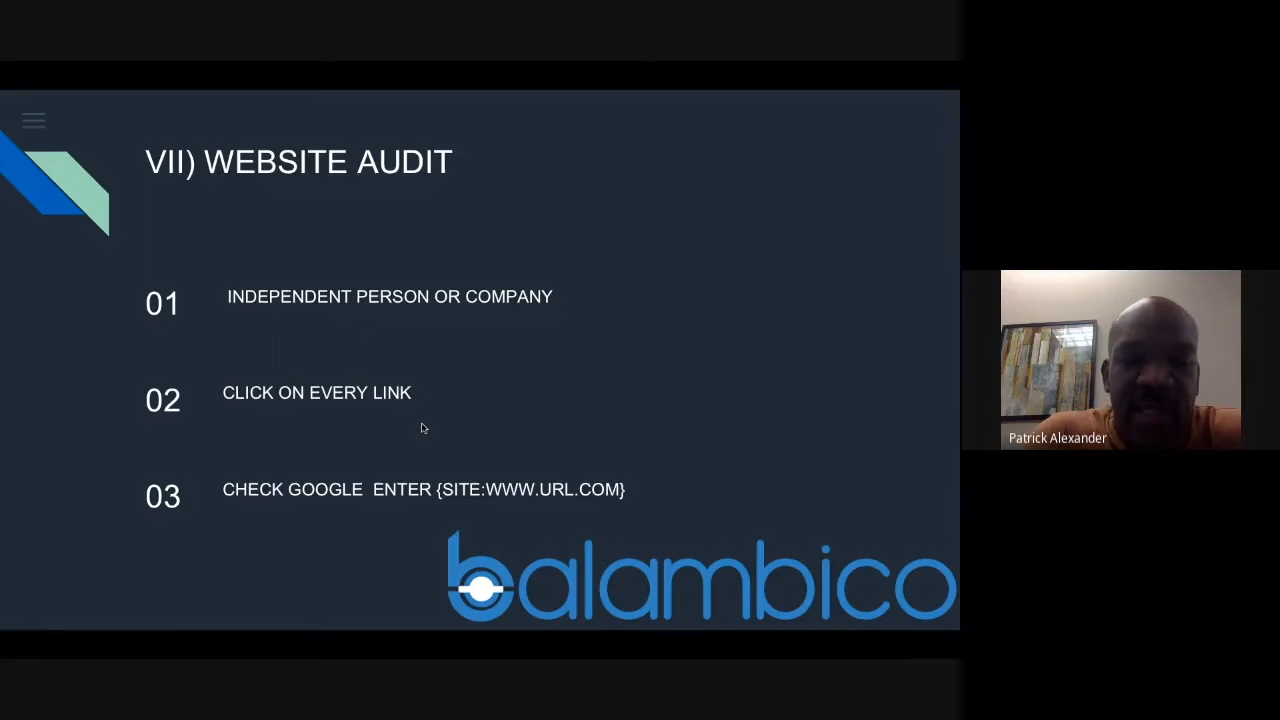 VII) WEBSITE AUDIT
01 INDEPENDENT PERSON OR COMPANY
02 CLICK ON EVERY LINK
03 CHECK GOOGLE  ENTER {SITE:WWW.URL.COM}
balambico
Patrick Alexander